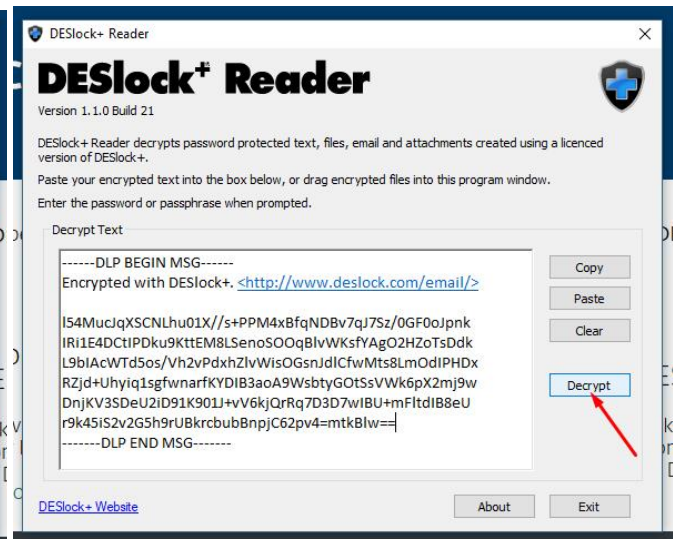 DESlock+ Reader
DESlock+ Reader
Version 1.1.0 Build 21
DESlock+ Reader decrypts password protected text, files, email and attachments created using a licenced
version of DESlock+.
Paste your encrypted text into the box below, or drag encrypted files into this program window.
Enter the password or passphrase when prompted.
Decrypt Text
------DLP BEGIN MSG------
Encrypted with DESlock+. <http://www.deslock.com/email/>
l54MucJqXSCNLhu01X//s+PPM4xBfqNDBv7qJ7Sz/0GF0oJpnk
IRi1E4DCtIPDku9KttEM8LSenoSOOqBlvWKsfYAgO2HZoTsDdk
L9bIAcWTd5os/Vh2vPdxhZlvWisOGsnJdlCfwMts8LmOdIPHDx
RZjd+Uhyiq1sgfwnarfKYDIB3aoA9WsbtyGOtSsVWk6pX2mj9w
DnjKV3SDeU2iD91K901J+vV6kjQrRq7D3D7wIBU+mFltdIB8eU
r9k45iS2v2G5h9rUBkrcbubBnpjC62pv4=mtkBlw==
-------DLP END MSG-------
Copy
Paste
Clear
Decrypt
DESlock+ Website
About
Exit